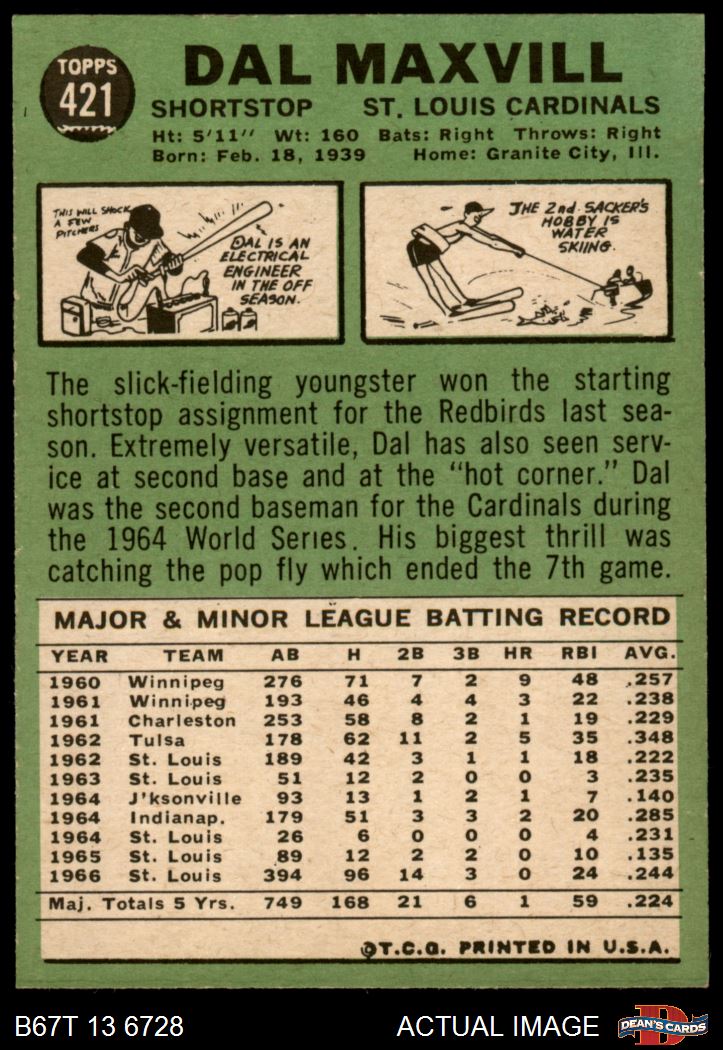 TOPPS
421
DAL MAXVILL
SHORTSTOP ST. LOUIS CARDINALS
Ht: 5'11" Wt: 160 Bats: Right Throws: Right
Born: Feb. 18, 1939 Home: Granite City, Ill.
THIS WILL SHOCK
A FEW
PITCHERS
DAL IS AN
ELECTRICAL
ENGINEER
IN THE OFF
SEASON.
THE 2nd SACKER'S
HOBBY IS
WATER
SKIING.
The slick-fielding youngster won the starting
shortstop assignment for the Redbirds last sea-
son. Extremely versatile, Dal has also seen serv-
ice at second base and at the "hot corner." Dal
was the second baseman for the Cardinals during
the 1964 World Series. His biggest thrill was
catching the pop fly which ended the 7th game.
MAJOR & MINOR LEAGUE BATTING RECORD
YEAR TEAM AB H 2B 3B HR RBI AVG.
1960 Winnipeg 276 71 7 2 9 48 .257
1961 Winnipeg 193 46 4 4 3 22 .238
1961 Charleston 253 58 8 2 1 19 .229
1962 Tulsa 178 62 11 2 5 35 .348
1962 St. Louis 189 42 3 1 1 18 .222
1963 St. Louis 51 12 2 0 0 3 .235
1964 J'ksonville 93 13 1 2 1 7 .140
1964 Indianap. 179 51 3 3 2 20 .285
1964 St. Louis 26 6 0 0 0 4 .231
1965 St. Louis 89 12 2 2 0 10 .135
1966 St. Louis 394 96 14 3 0 24 .244
Maj. Totals 5 Yrs. 749 168 21 6 1 59 .224
©T.C.G. PRINTED IN U.S.A.
B67T 13 6728 ACTUAL IMAGE
DEAN'S CARDS